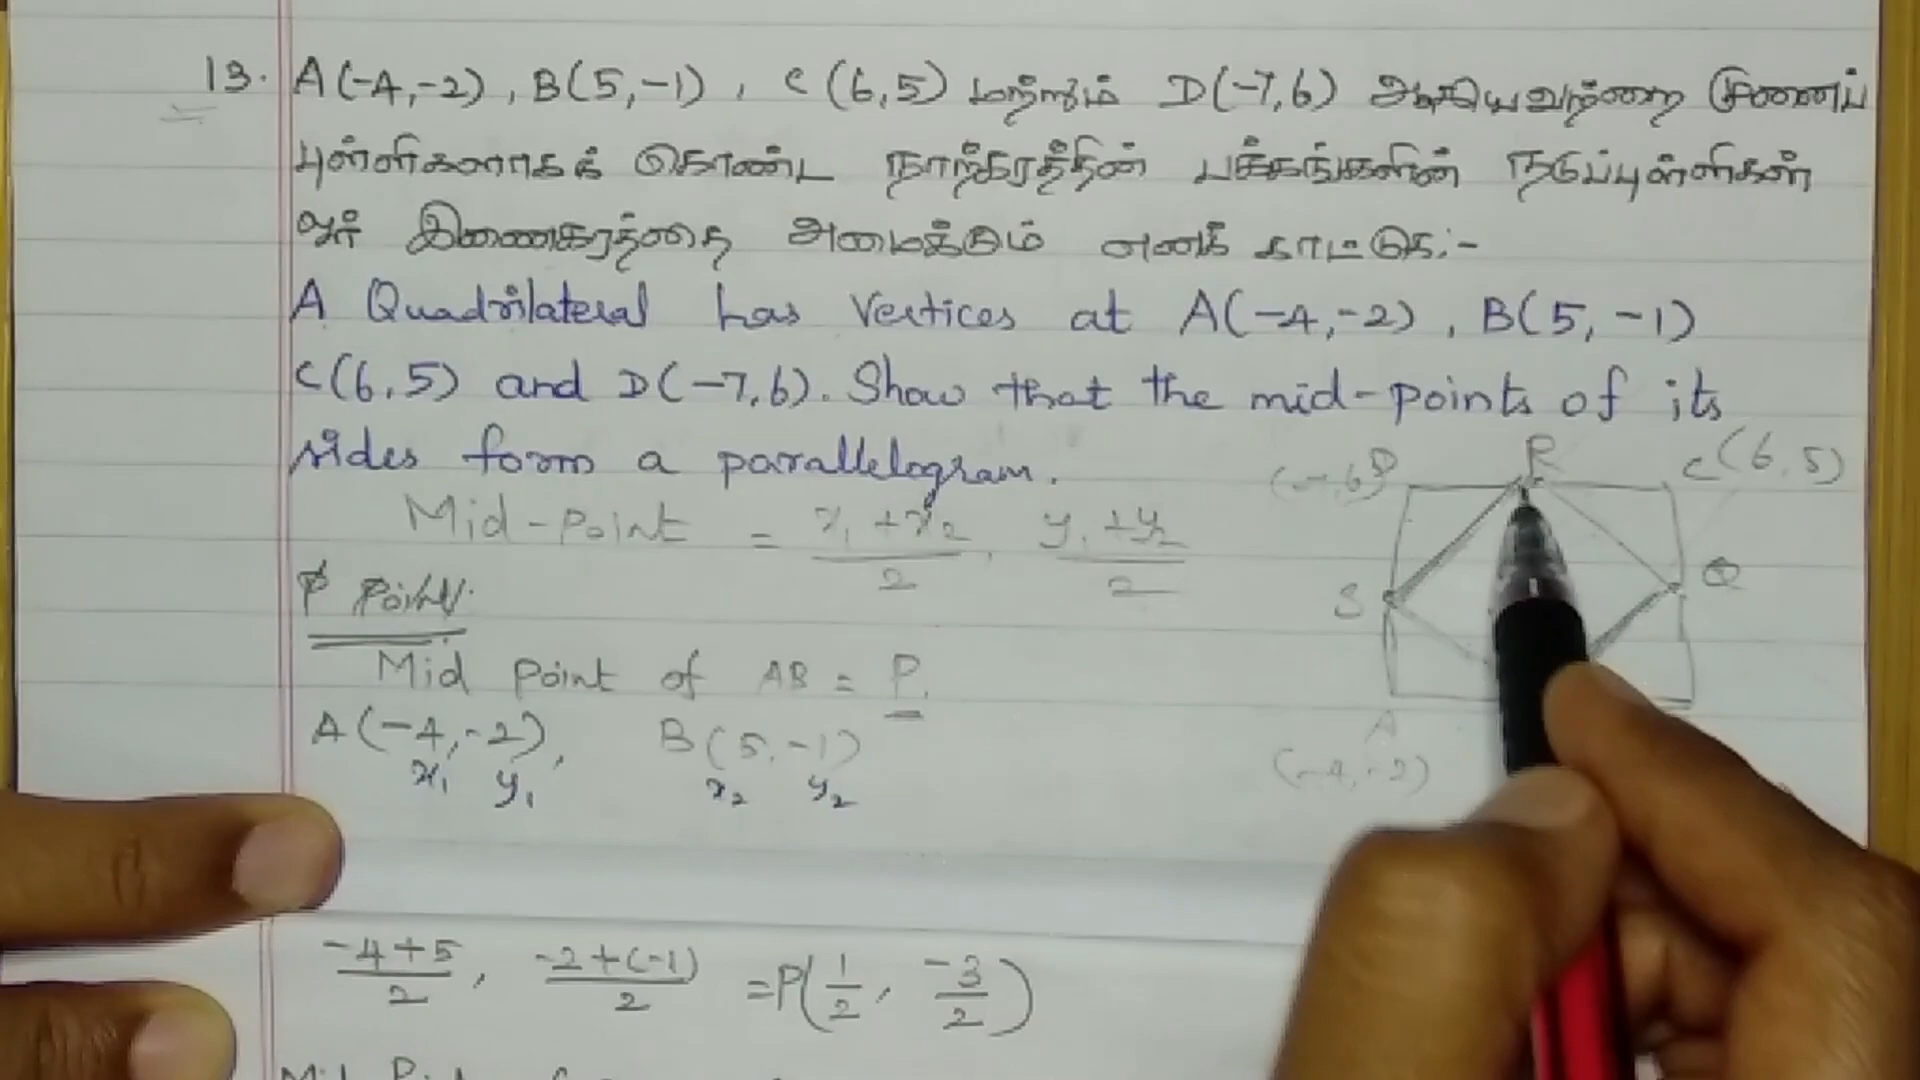 13. A(-4,-2), B(5,-1), C(6,5) மற்றும் D(-7,6) ஆகியவற்றை முனைப்
புள்ளிகளாகக் கொண்ட நாற்கரத்தின் பக்கங்களின் நடுப்புள்ளிகள்
ஓர் இணைகரத்தை அமைக்கும் எனக் காட்டுக:-
A Quadrilateral has Vertices at A(-4,-2), B(5,-1)
C(6,5) and D(-7,6). Show that the mid-points of its
sides form a parallelogram.
R
D C(6,5)
Mid-Point = x₁+x₂/2, y₁+y₂/2
S Q
Mid Point of AB = P.
A(-4,-2), B(5,-1)
x₁ y₁ x₂ y₂
A
(-4,-2)
-4+5/2, -2+(-1)/2 = P(1/2, -3/2)